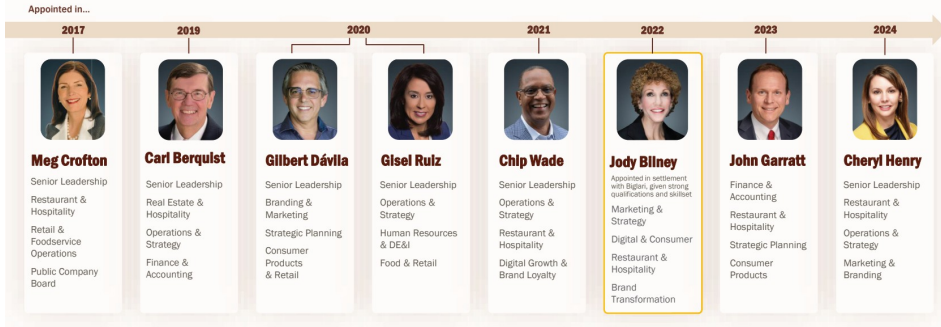 Appointed in...
2017
2019
2020
2021
2022
2023
2024
Meg Crofton
Senior Leadership
Restaurant &
Hospitality
Retail &
Foodservice
Operations
Public Company
Board
Carl Berquist
Senior Leadership
Real Estate &
Hospitality
Operations &
Strategy
Finance &
Accounting
Gilbert Dávila
Senior Leadership
Branding &
Marketing
Strategic Planning
Consumer
Products
& Retail
Gisel Ruiz
Senior Leadership
Operations &
Strategy
Human Resources
& DE&I
Food & Retail
Chip Wade
Senior Leadership
Operations &
Strategy
Restaurant &
Hospitality
Digital Growth &
Brand Loyalty
Jody Bilney
Appointed in settlement
with Biglari, given strong
qualifications and skillset
Marketing &
Strategy
Digital & Consumer
Restaurant &
Hospitality
Brand
Transformation
John Garratt
Finance &
Accounting
Restaurant &
Hospitality
Strategic Planning
Consumer
Products
Cheryl Henry
Senior Leadership
Restaurant &
Hospitality
Operations &
Strategy
Marketing &
Branding